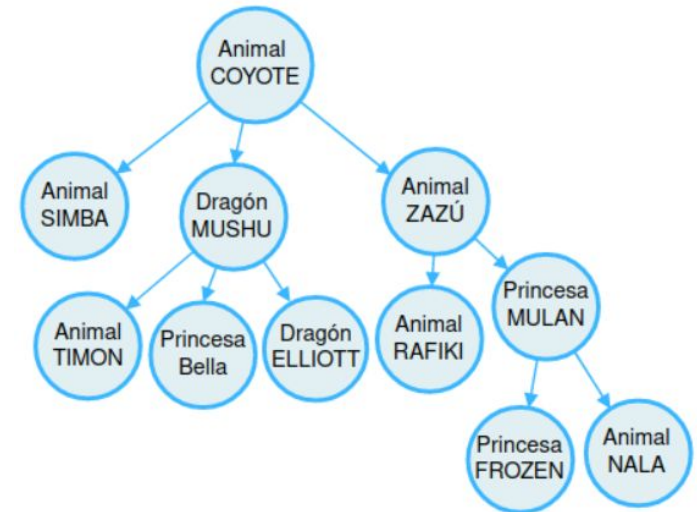 Animal
COYOTE
Animal
SIMBA
Dragón
MUSHU
Animal
ZAZÚ
Animal
TIMON
Princesa
Bella
Dragón
ELLIOTT
Animal
RAFIKI
Princesa
MULAN
Princesa
FROZEN
Animal
NALA